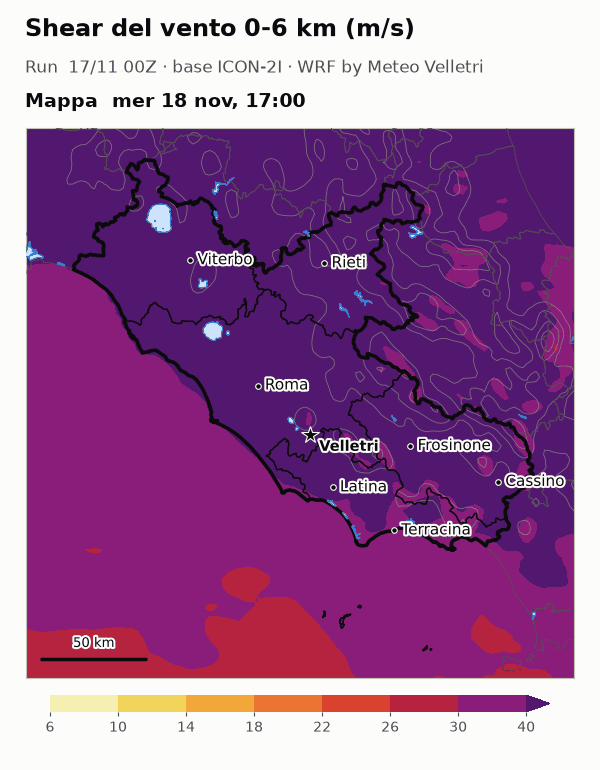 Shear del vento 0-6 km (m/s)
Run  17/11 00Z · base ICON-2I · WRF by Meteo Velletri
Mappa  mer 18 nov, 17:00
Viterbo
Rieti
Roma
Velletri
Frosinone
Latina
Cassino
Terracina
50 km
6 10 14 18 22 26 30 40